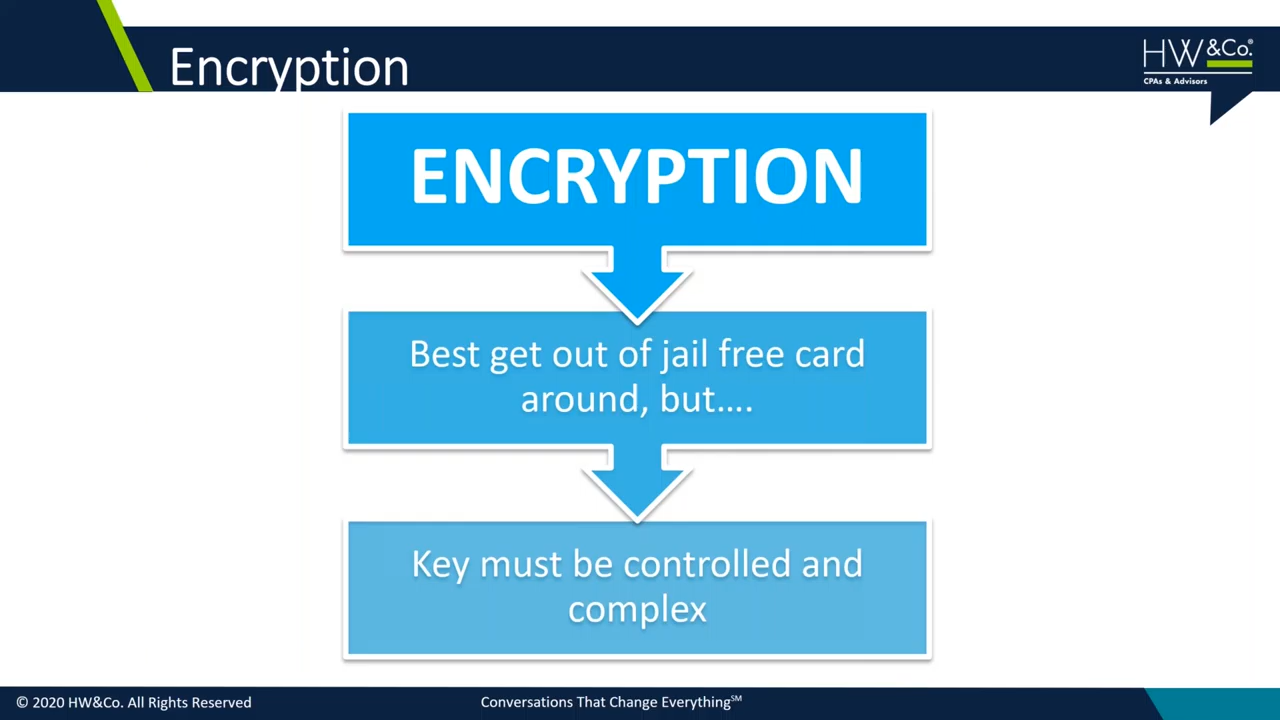 Encryption
HW&Co.®
CPAs & Advisors
ENCRYPTION
Best get out of jail free card
around, but....
Key must be controlled and
complex
© 2020 HW&Co. All Rights Reserved
Conversations That Change Everything℠